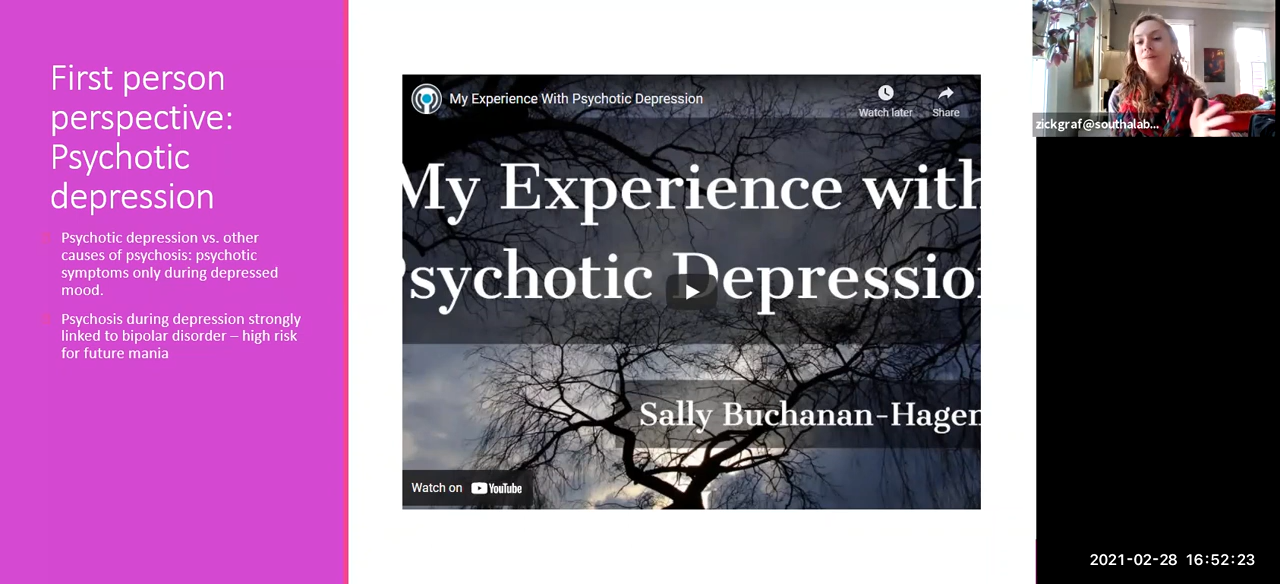 First person
perspective:
Psychotic
depression
Psychotic depression vs. other
causes of psychosis: psychotic
symptoms only during depressed
mood.
Psychosis during depression strongly
linked to bipolar disorder – high risk
for future mania
My Experience With Psychotic Depression
Watch later
Share
My Experience with
Psychotic Depression
Sally Buchanan-Hagen
Watch on YouTube
zickgraf@southalab...
2021-02-28 16:52:23